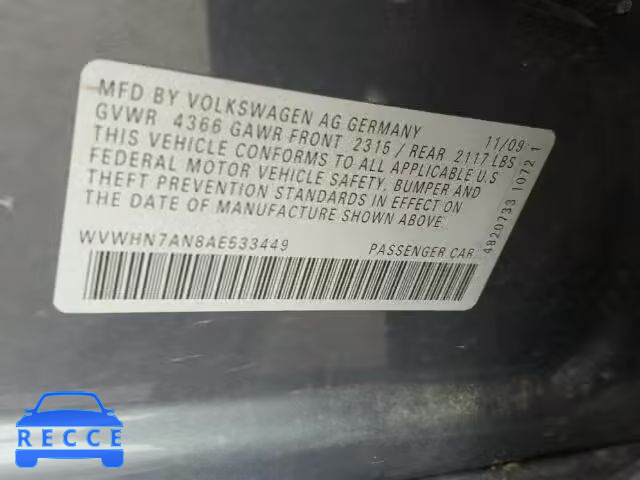 MFD BY VOLKSWAGEN AG GERMANY
GVWR 4366 GAWR FRONT 2315 / REAR 2117 LBS 11/09
THIS VEHICLE CONFORMS TO ALL APPLICABLE U.S
FEDERAL MOTOR VEHICLE SAFETY, BUMPER AND
THEFT PREVENTION STANDARDS IN EFFECT ON
THE DATE OF MANUFACTURE SHOWN ABOVE.
WVWHN7AN8AE533449 PASSENGER CAR
4820733 1072 1
RECCE